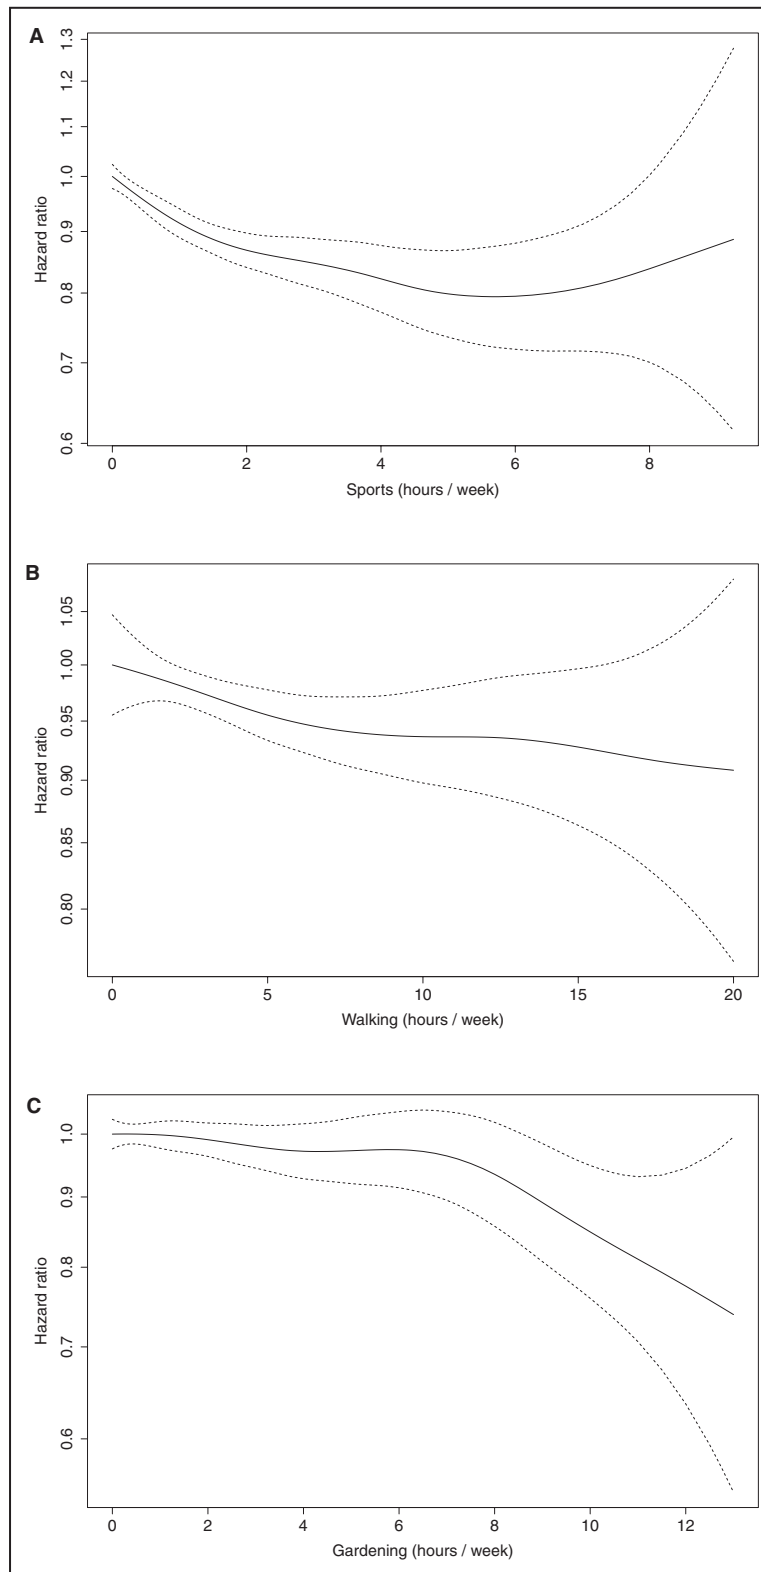 A
1.3
1.2
1.1
1.0
0.9
0.8
0.7
0.6
Hazard ratio
0 2 4 6 8
Sports (hours / week)
B
1.05
1.00
0.95
0.90
0.85
0.80
Hazard ratio
0 5 10 15 20
Walking (hours / week)
C
1.0
0.9
0.8
0.7
0.6
Hazard ratio
0 2 4 6 8 10 12
Gardening (hours / week)